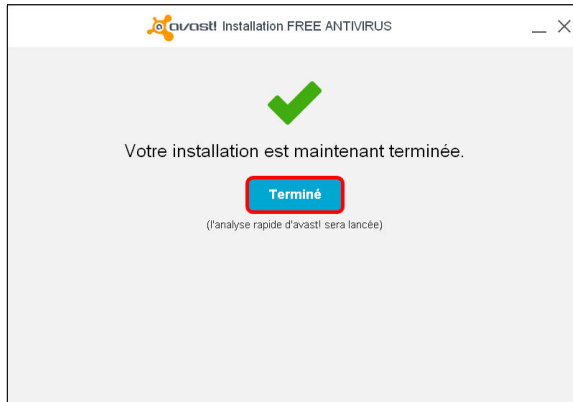 avast! Installation FREE ANTIVIRUS
Votre installation est maintenant terminée.
Terminé
(l'analyse rapide d'avast! sera lancée)